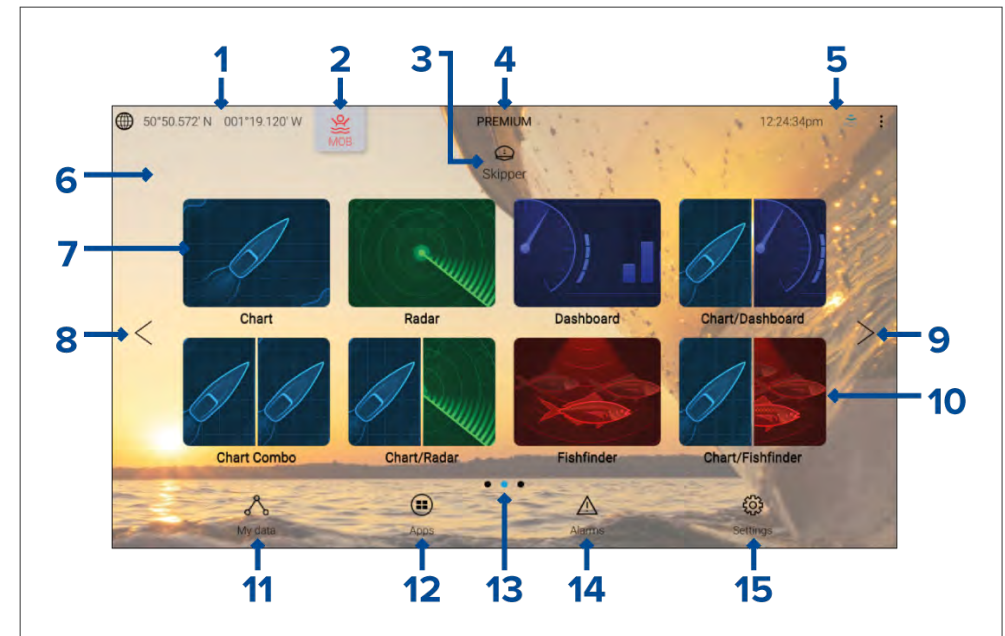 1 2 3 4 5
50°50.572' N 001°19.120' W MOB PREMIUM 12:24:34pm
Skipper
6
7
Chart Radar Dashboard Chart/Dashboard
8 9
10
Chart Combo Chart/Radar Fishfinder Chart/Fishfinder
My data Apps Alarms Settings
11 12 13 14 15